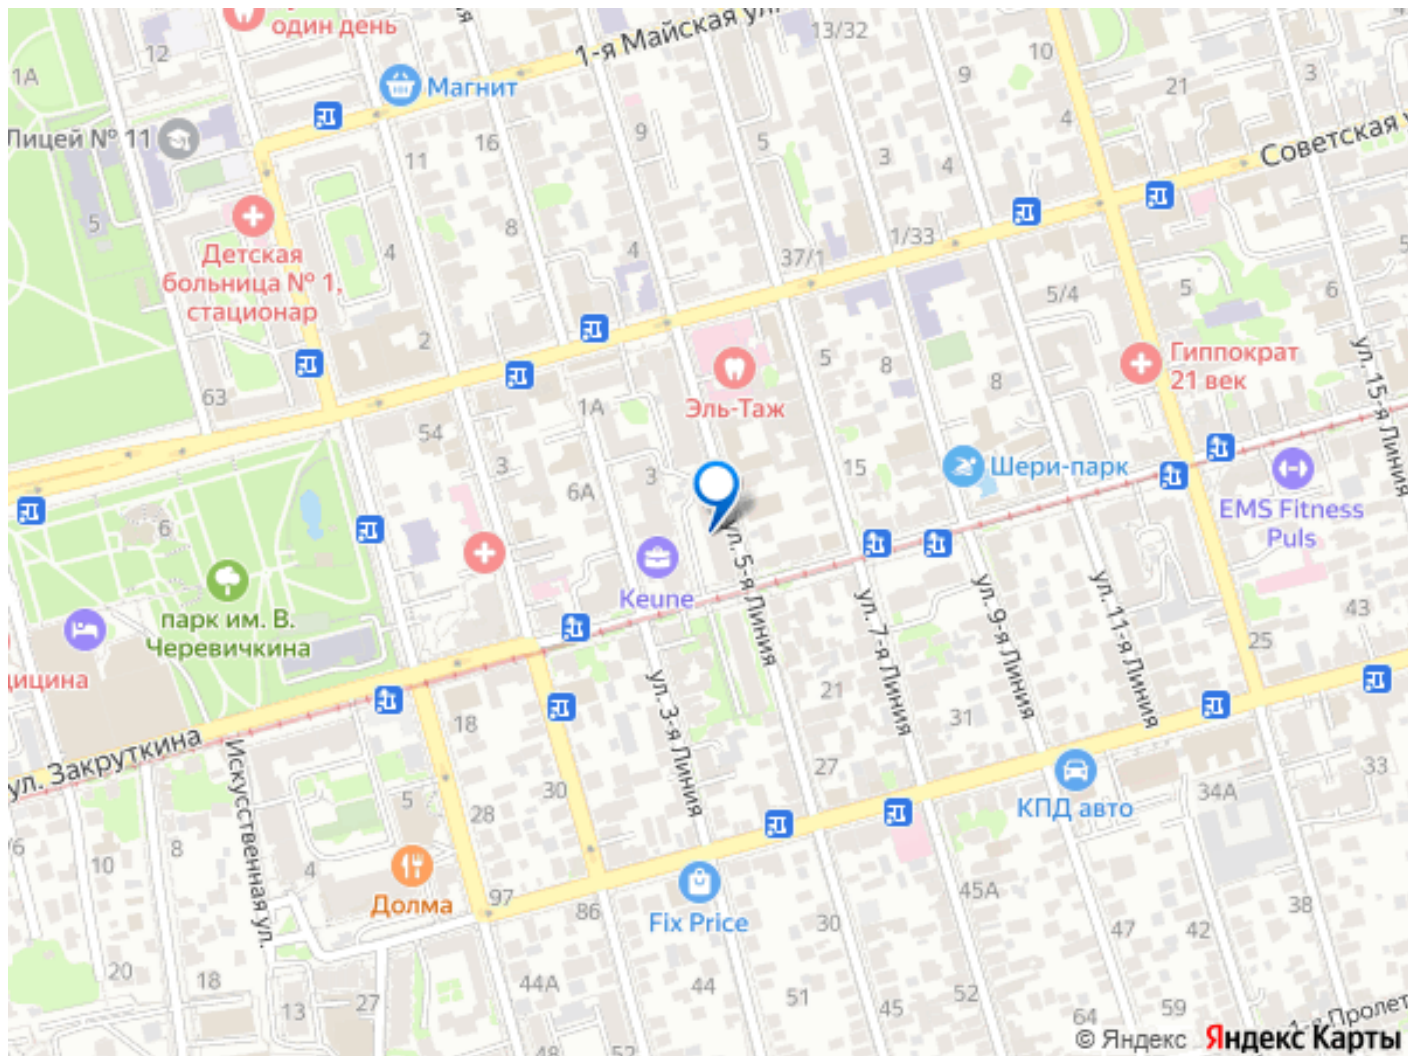 один день
12
1А
Магнит
1-я Майская ул.
13/32
10
9
21
3
Лицей № 11
16
11
9
5
3
4
4
Советская у
5
Детская
больница № 1,
стационар
4
8
4
37/1
1/33
5/4
5
6
2
63
Эль-Таж
5
8
8
Гиппократ
21 век
ул. 15-я Линия
1А
54
3
6А
3
15
Шери-парк
EMS Fitness
Puls
6
парк им. В.
Черевичкина
дицина
Keune
ул. 5-я Линия
ул. 7-я Линия
ул. 9-я Линия
ул. 11-я Линия
43
25
ул. 3-я Линия
21
31
18
ул. Закруткина
Искусственная ул.
27
33
5
28
30
КПД авто
34А
10
8
4
Долма
97
86
Fix Price
30
45А
47
42
38
20
18
13
27
44А
44
51
45
52
64
59
48
52
1-я Пролет
© Яндекс Яндекс Карты